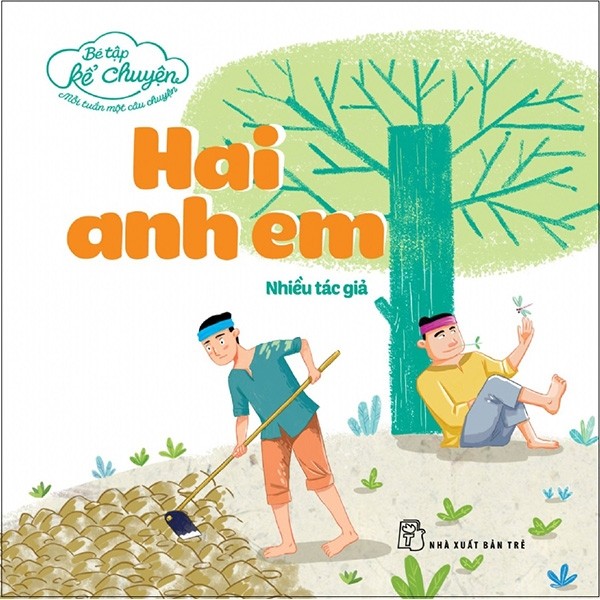 Bé tập
kể chuyện
Mỗi tuần một câu chuyện
Hai
anh em
Nhiều tác giả
NHÀ XUẤT BẢN TRẺ